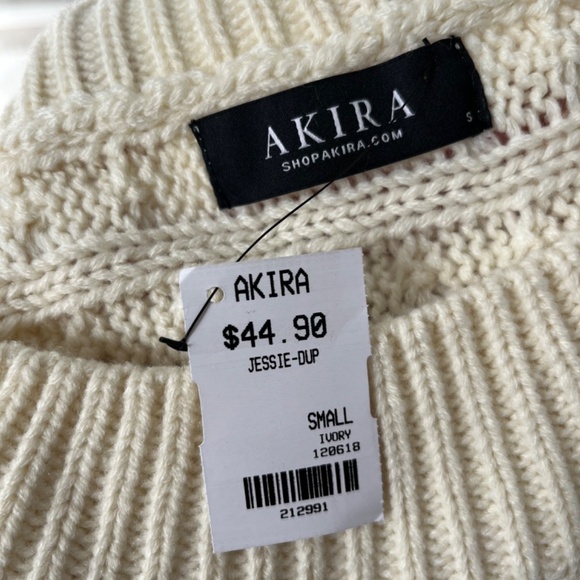 AKIRA
SHOPAKIRA.COM
S
AKIRA
$44.90
JESSIE-DUP
SMALL
IVORY
120618
212991